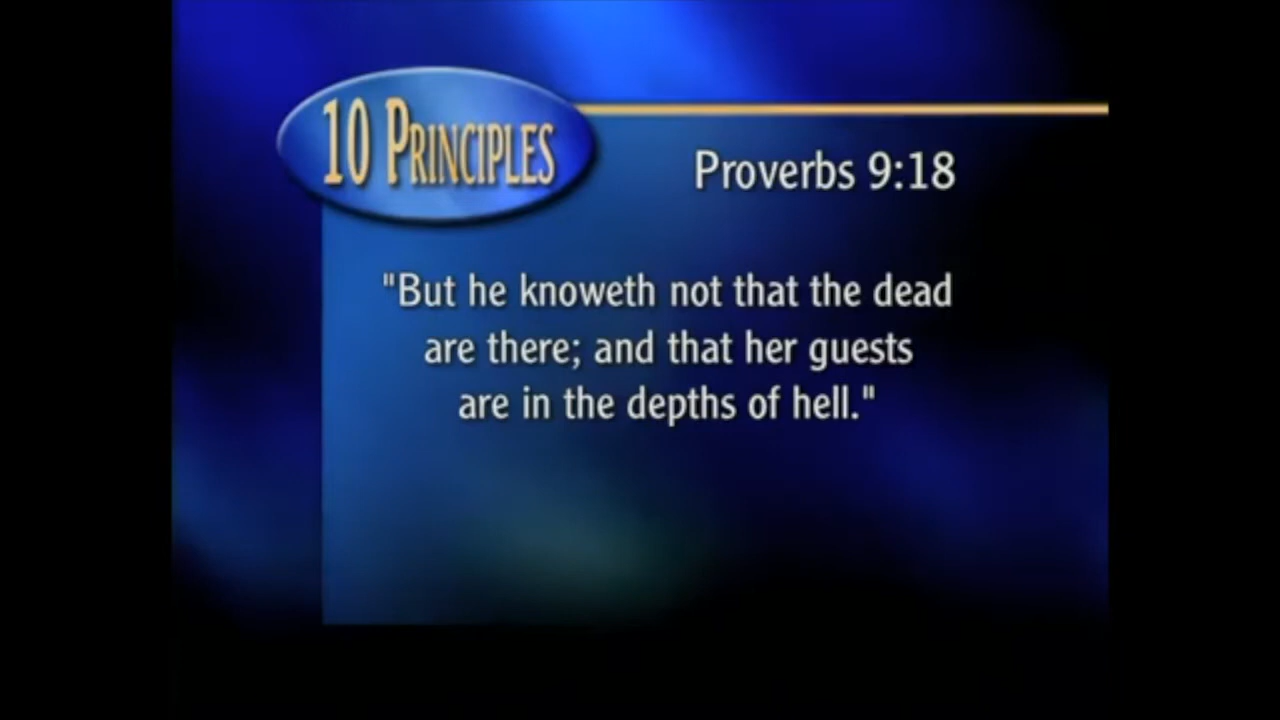 10 PRINCIPLES
Proverbs 9:18
"But he knoweth not that the dead
are there; and that her guests
are in the depths of hell."